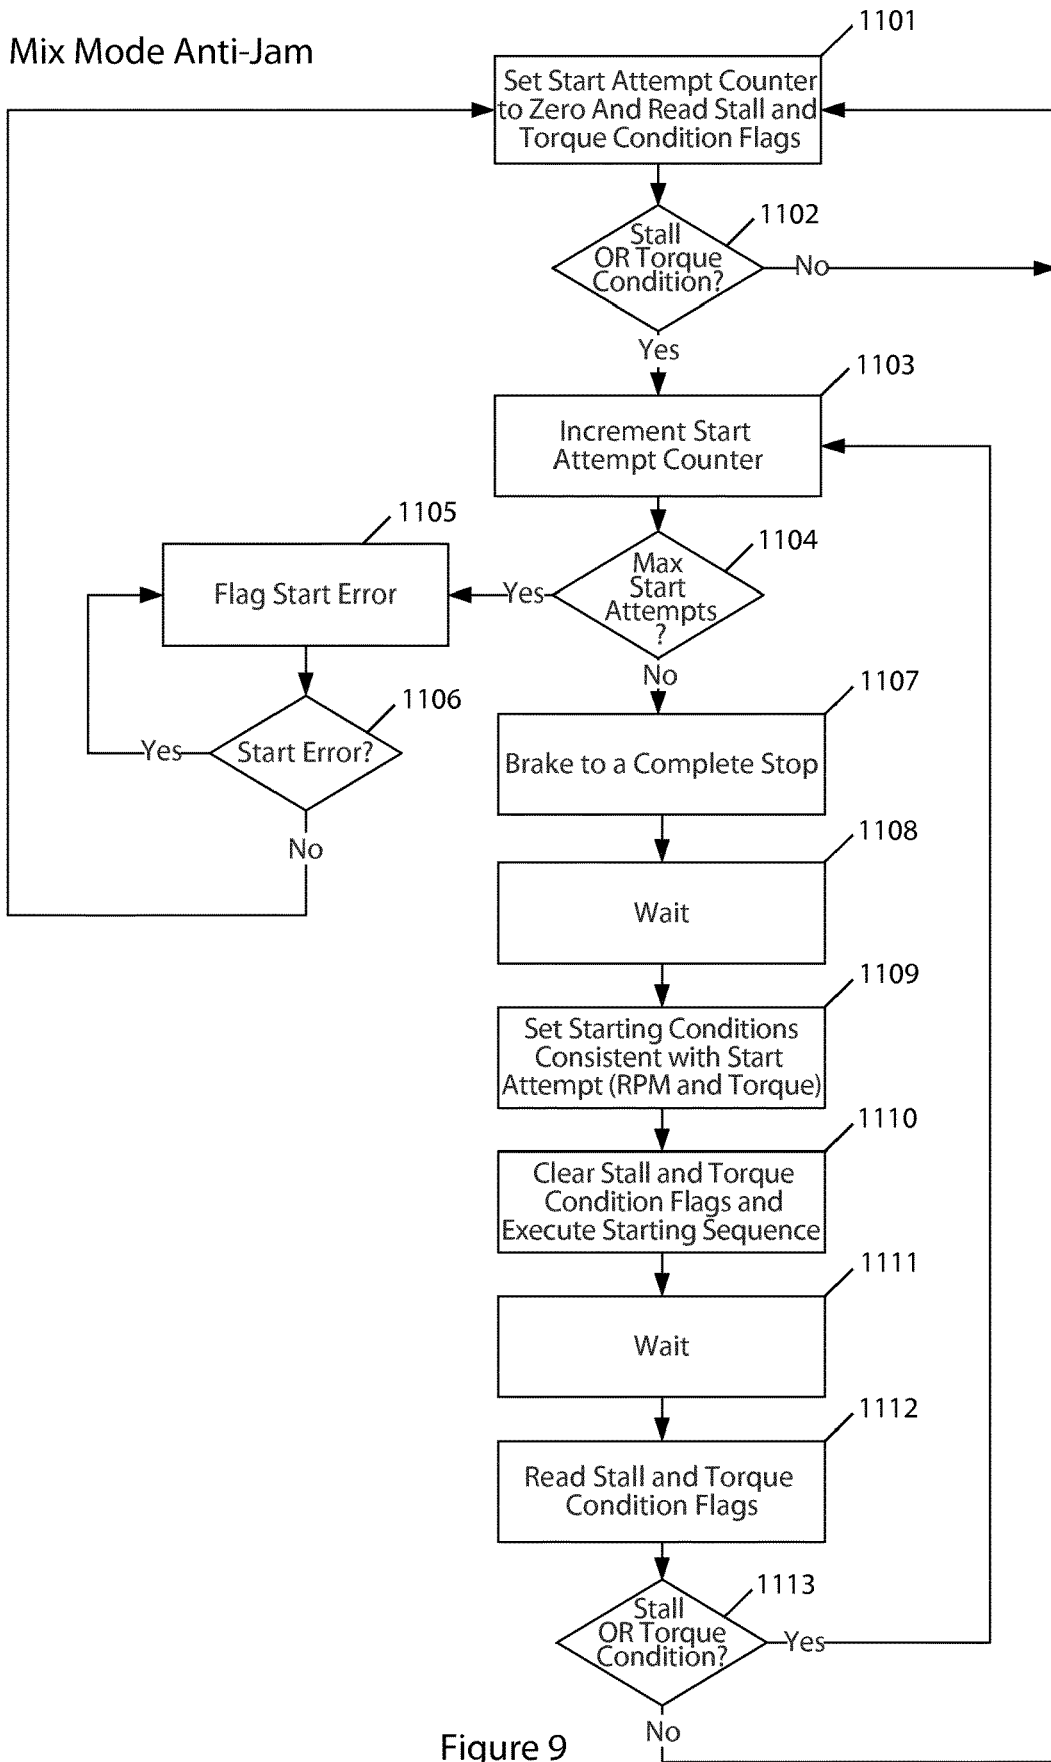 Mix Mode Anti-Jam
1101
Set Start Attempt Counter
to Zero And Read Stall and
Torque Condition Flags
1102
Stall
OR Torque
Condition?
No
Yes
1103
Increment Start
Attempt Counter
1104
Max
Start
Attempts
?
Yes
1105
Flag Start Error
1106
Start Error?
Yes
No
No
1107
Brake to a Complete Stop
1108
Wait
1109
Set Starting Conditions
Consistent with Start
Attempt (RPM and Torque)
1110
Clear Stall and Torque
Condition Flags and
Execute Starting Sequence
1111
Wait
1112
Read Stall and Torque
Condition Flags
1113
Stall
OR Torque
Condition?
Yes
No
Figure 9